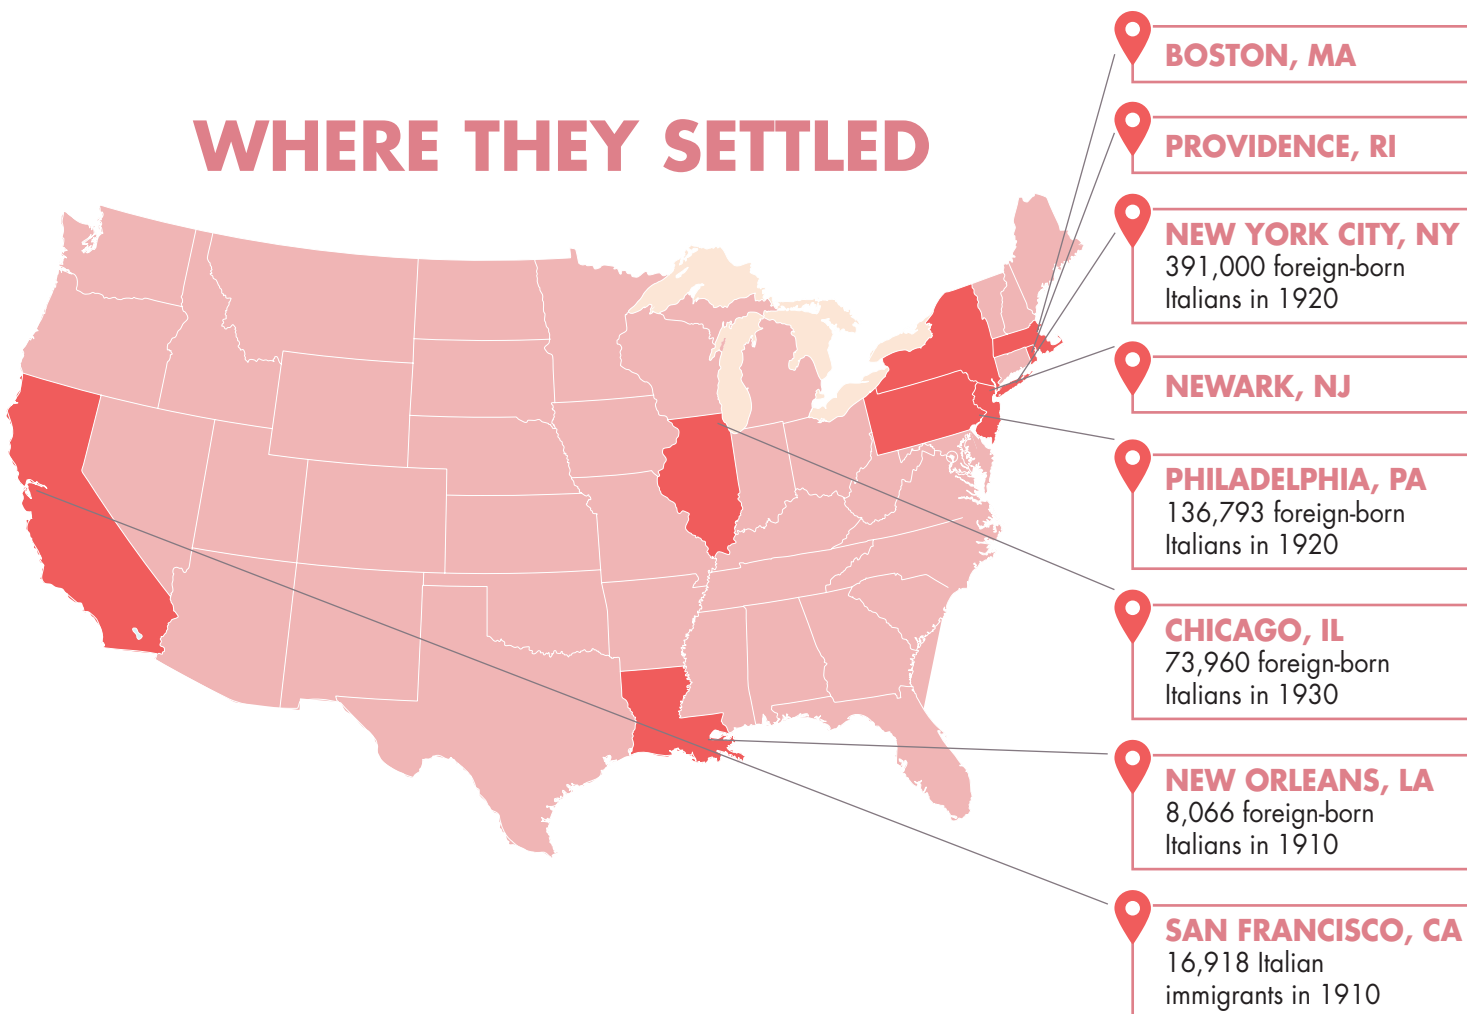 WHERE THEY SETTLED
BOSTON, MA
PROVIDENCE, RI
NEW YORK CITY, NY
391,000 foreign-born
Italians in 1920
NEWARK, NJ
PHILADELPHIA, PA
136,793 foreign-born
Italians in 1920
CHICAGO, IL
73,960 foreign-born
Italians in 1930
NEW ORLEANS, LA
8,066 foreign-born
Italians in 1910
SAN FRANCISCO, CA
16,918 Italian
immigrants in 1910